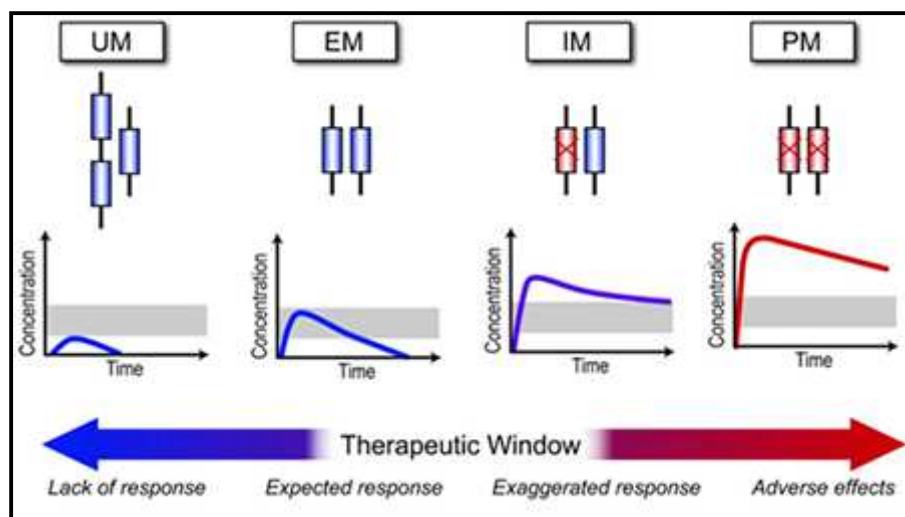 UM EM IM PM
Concentration Concentration Concentration Concentration
Time Time Time Time
Therapeutic Window
Lack of response Expected response Exaggerated response Adverse effects